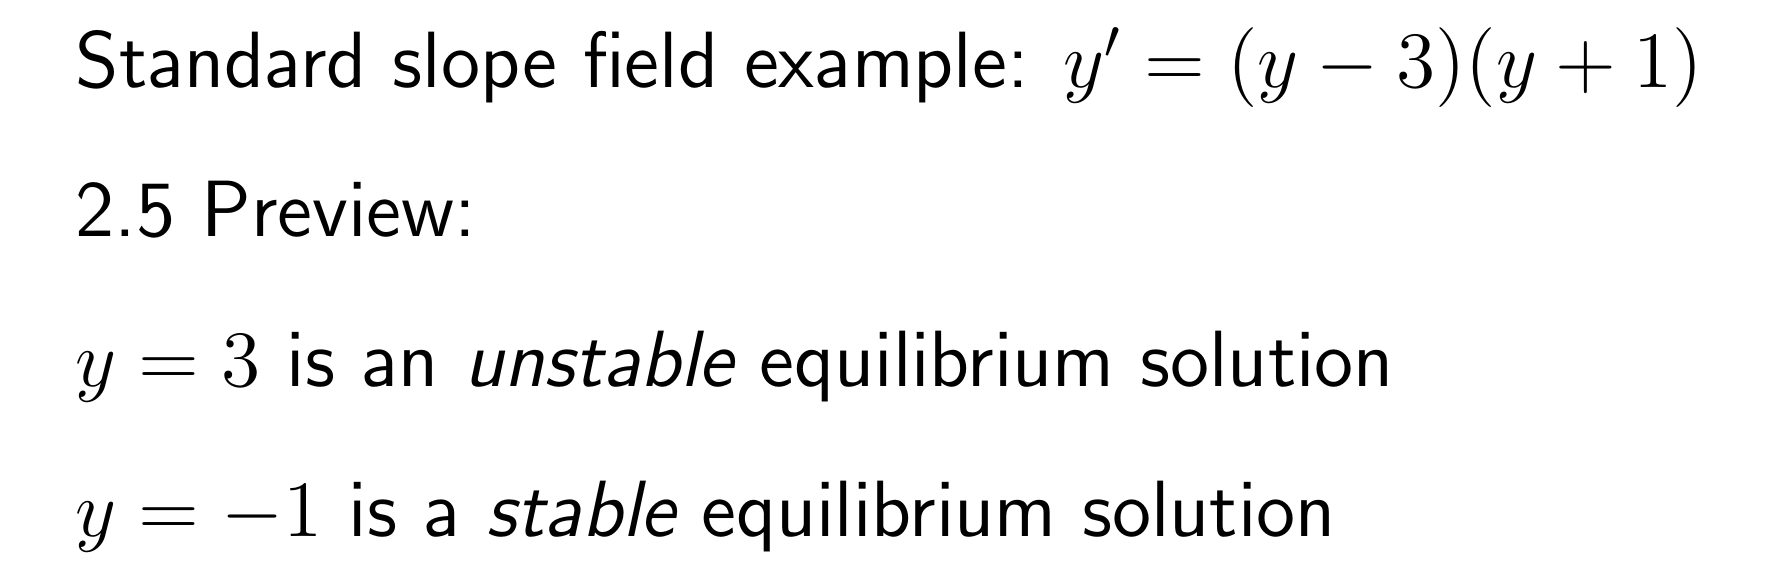 Standard slope field example: y′ = (y − 3)(y + 1)
2.5 Preview:
y = 3 is an unstable equilibrium solution
y = −1 is a stable equilibrium solution